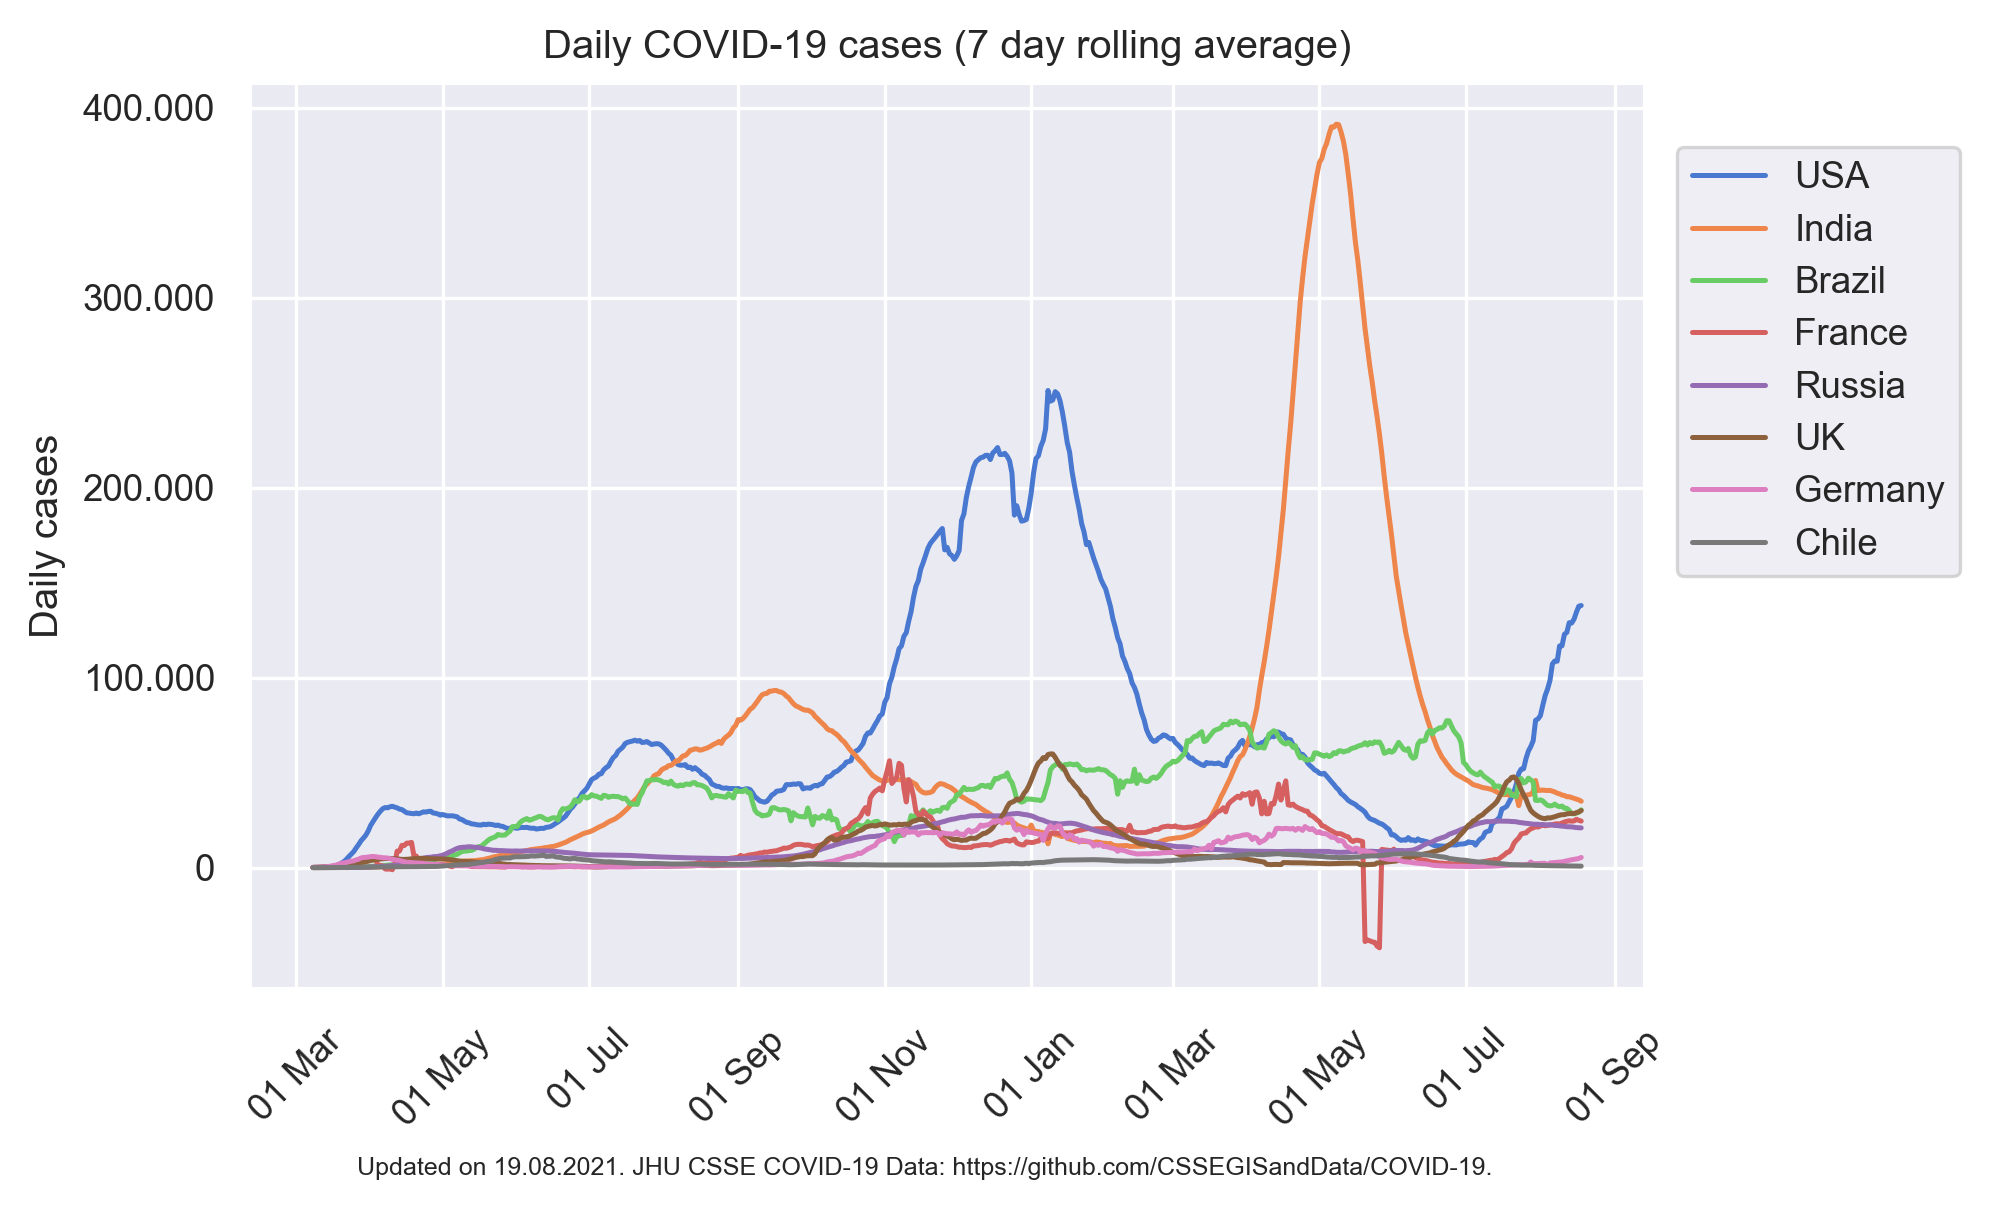 Daily COVID-19 cases (7 day rolling average)
400.000
300.000
200.000
100.000
0
Daily cases
USA
India
Brazil
France
Russia
UK
Germany
Chile
01 Mar
01 May
01 Jul
01 Sep
01 Nov
01 Jan
01 Mar
01 May
01 Jul
01 Sep
Updated on 19.08.2021. JHU CSSE COVID-19 Data: https://github.com/CSSEGISandData/COVID-19.